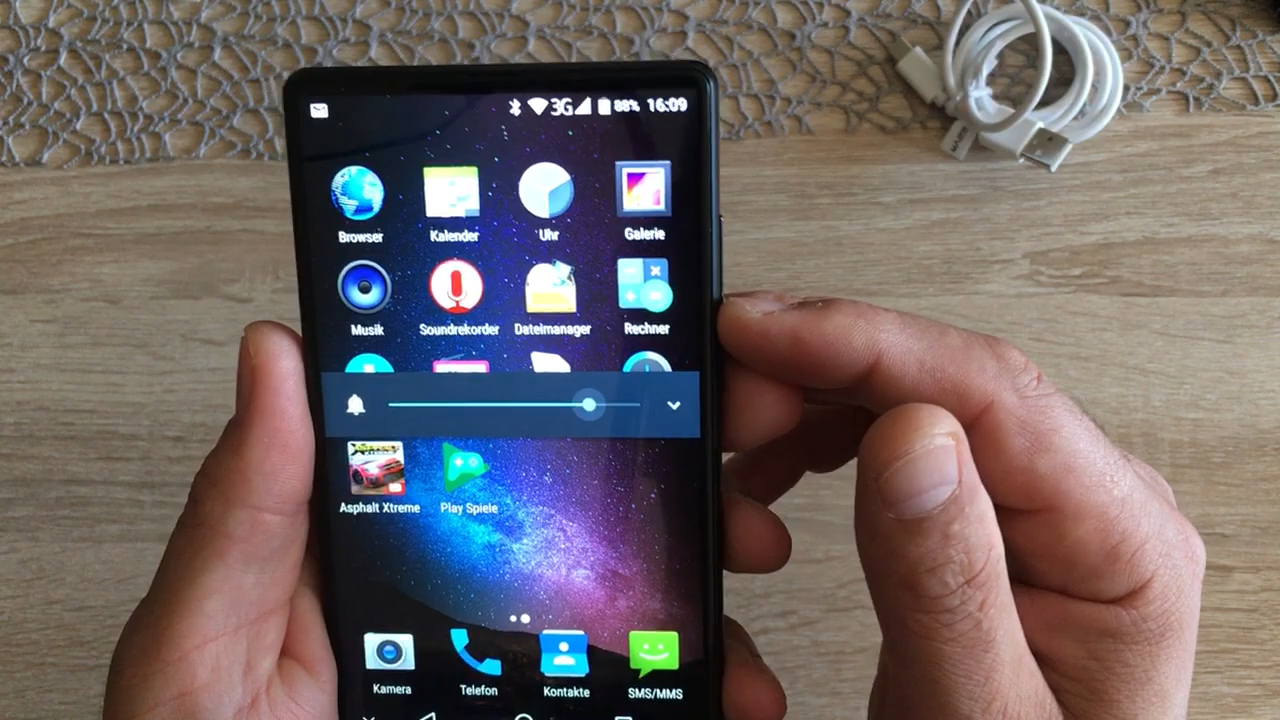 3G 88% 16:09
Browser Kalender Uhr Galerie
Musik Soundrekorder Dateimanager Rechner
Asphalt Xtreme Play Spiele
Kamera Telefon Kontakte SMS/MMS